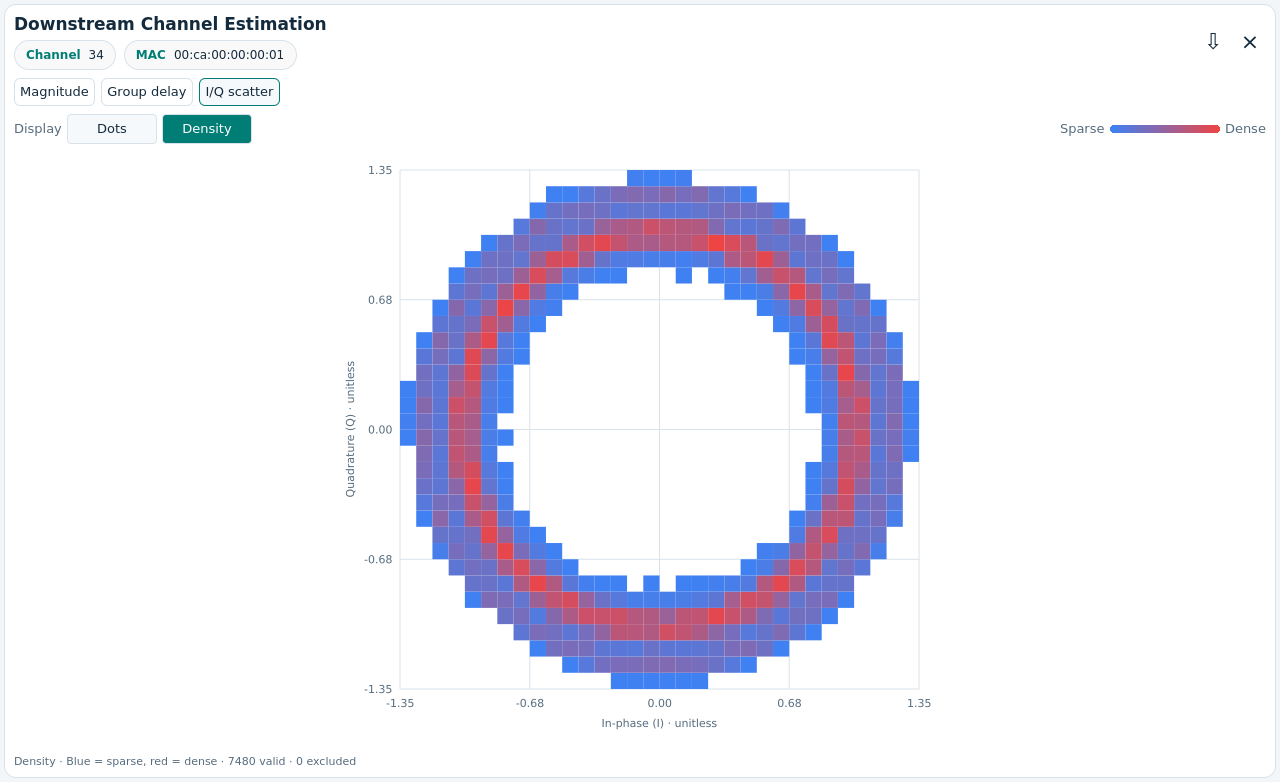 Downstream Channel Estimation
Channel 34 MAC 00:ca:00:00:00:01
⇩ ✕
Magnitude Group delay I/Q scatter
Display Dots Density Sparse Dense
1.35
0.68
0.00
-0.68
-1.35
Quadrature (Q) · unitless
-1.35 -0.68 0.00 0.68 1.35
In-phase (I) · unitless
Density · Blue = sparse, red = dense · 7480 valid · 0 excluded